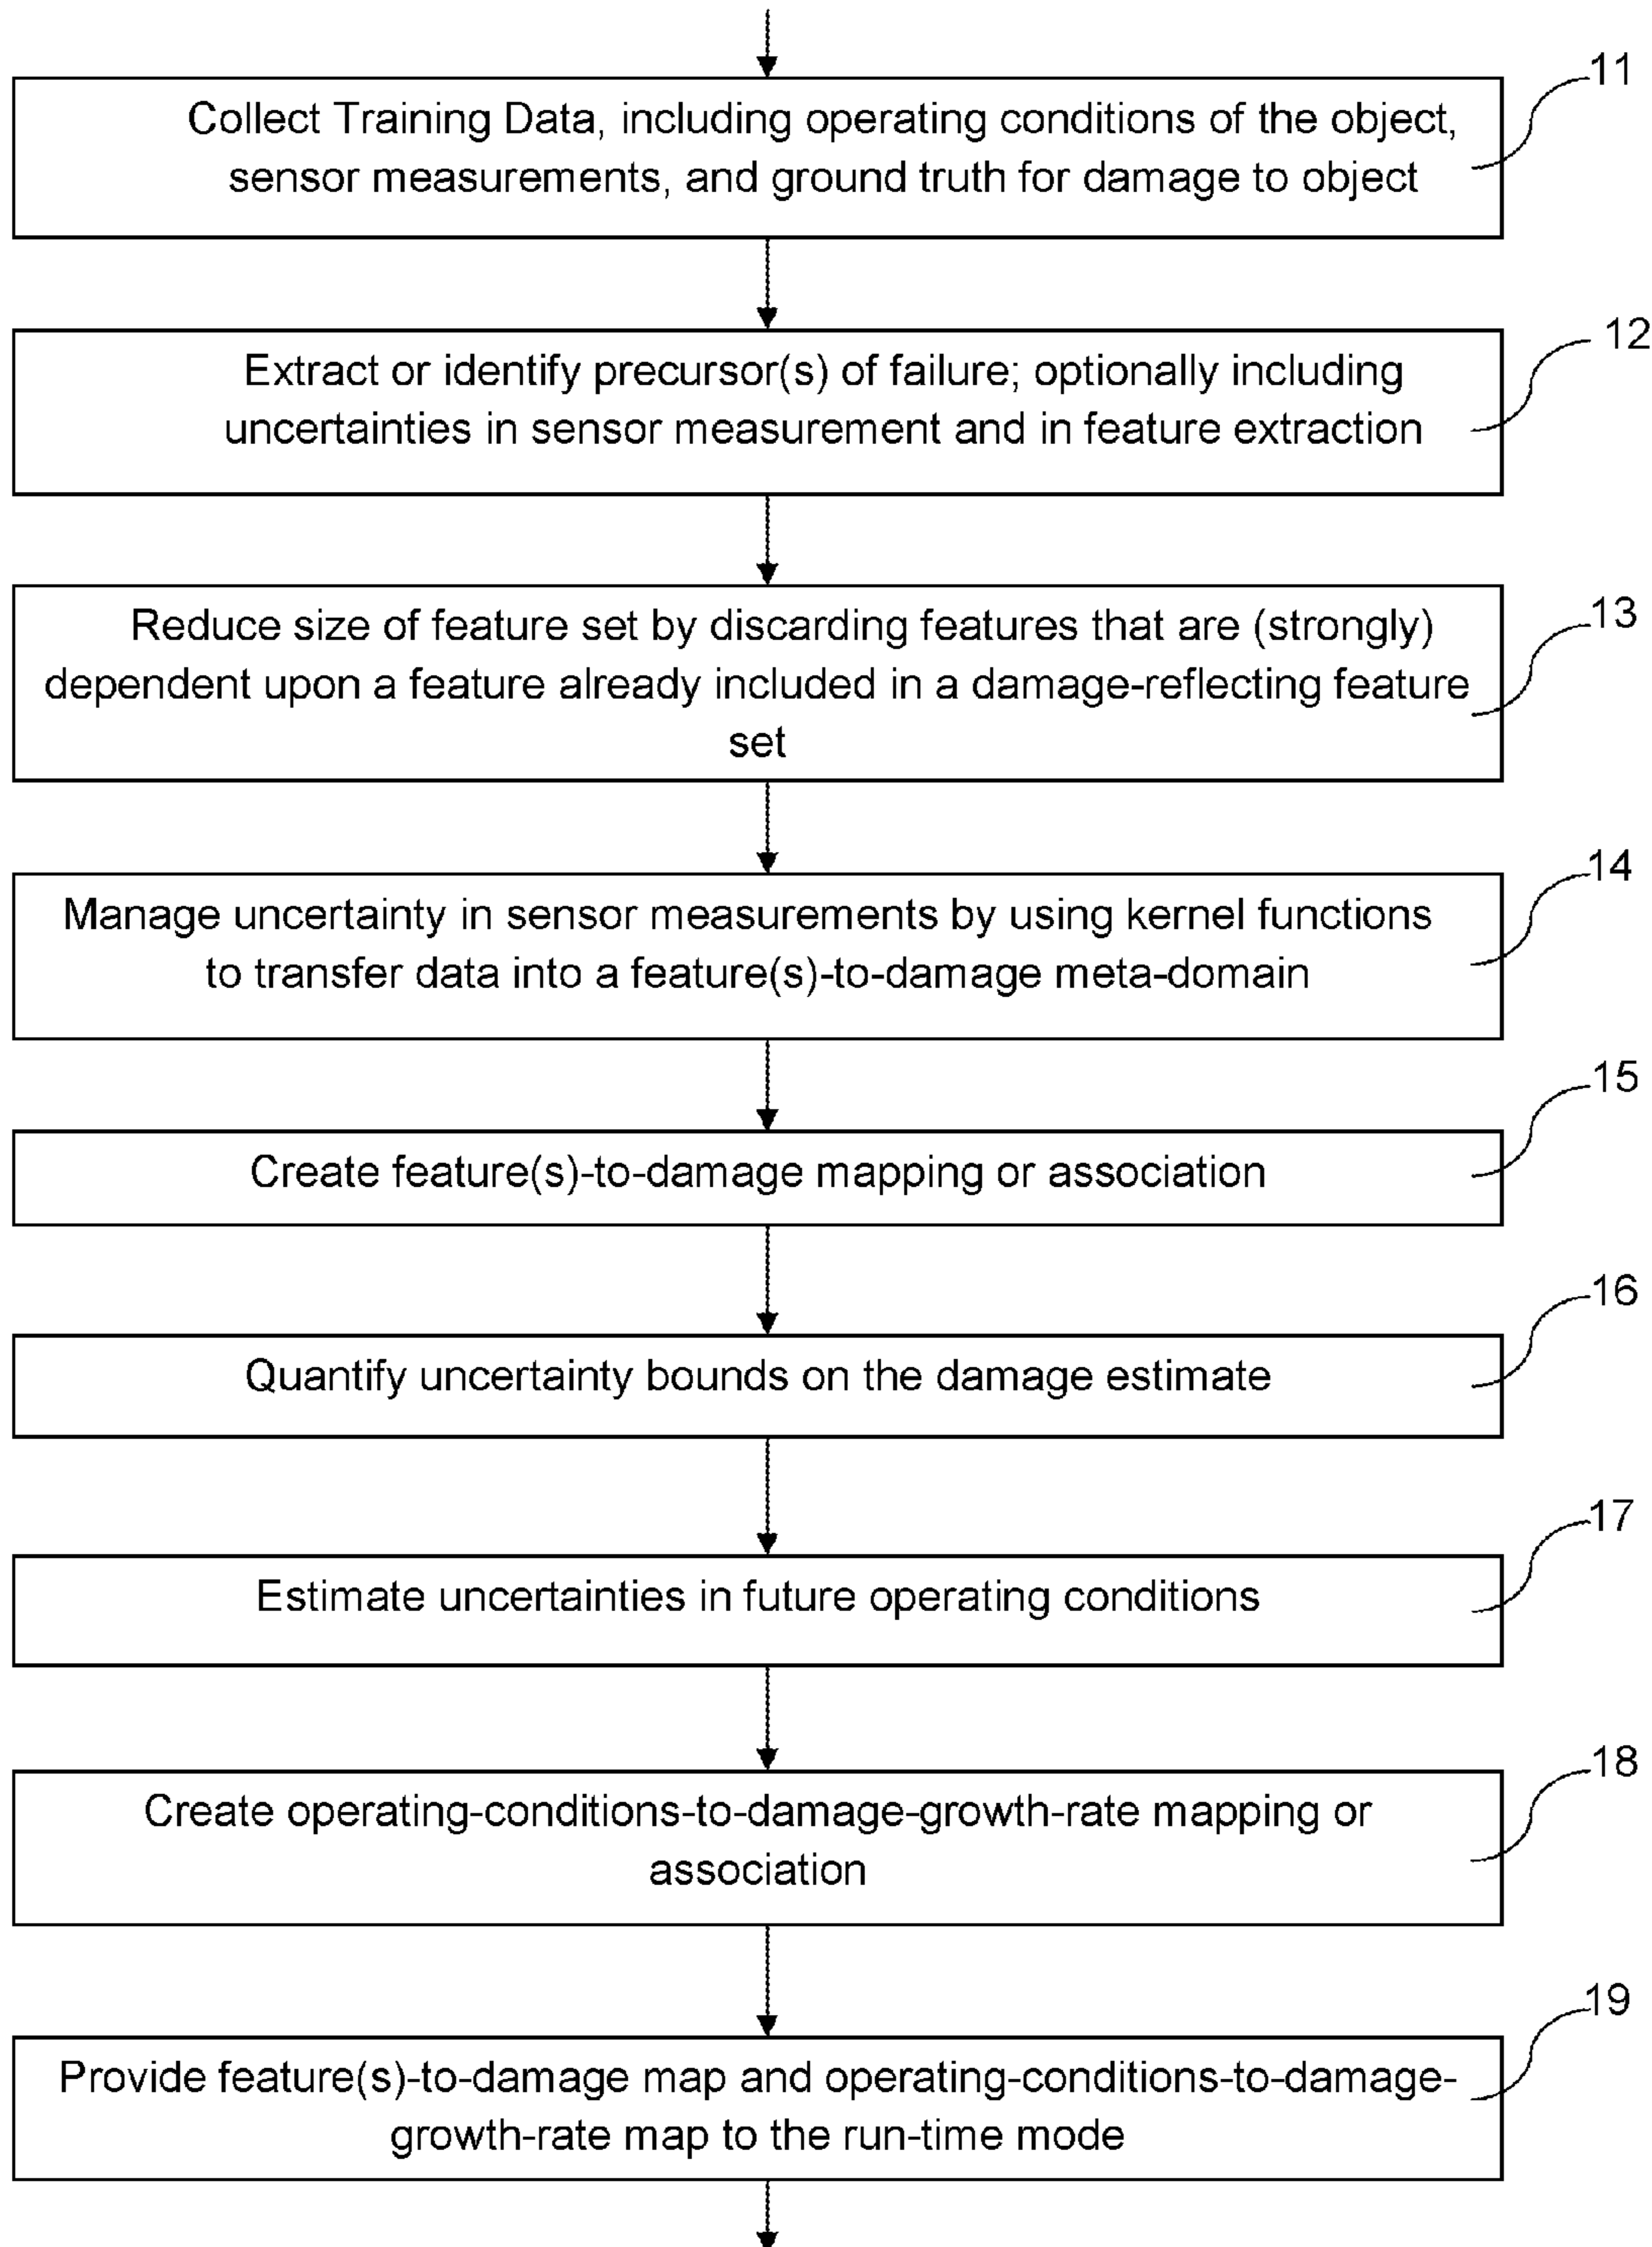 11
Collect Training Data, including operating conditions of the object,
sensor measurements, and ground truth for damage to object
12
Extract or identify precursor(s) of failure; optionally including
uncertainties in sensor measurement and in feature extraction
13
Reduce size of feature set by discarding features that are (strongly)
dependent upon a feature already included in a damage-reflecting feature
set
14
Manage uncertainty in sensor measurements by using kernel functions
to transfer data into a feature(s)-to-damage meta-domain
15
Create feature(s)-to-damage mapping or association
16
Quantify uncertainty bounds on the damage estimate
17
Estimate uncertainties in future operating conditions
18
Create operating-conditions-to-damage-growth-rate mapping or
association
19
Provide feature(s)-to-damage map and operating-conditions-to-damage-
growth-rate map to the run-time mode